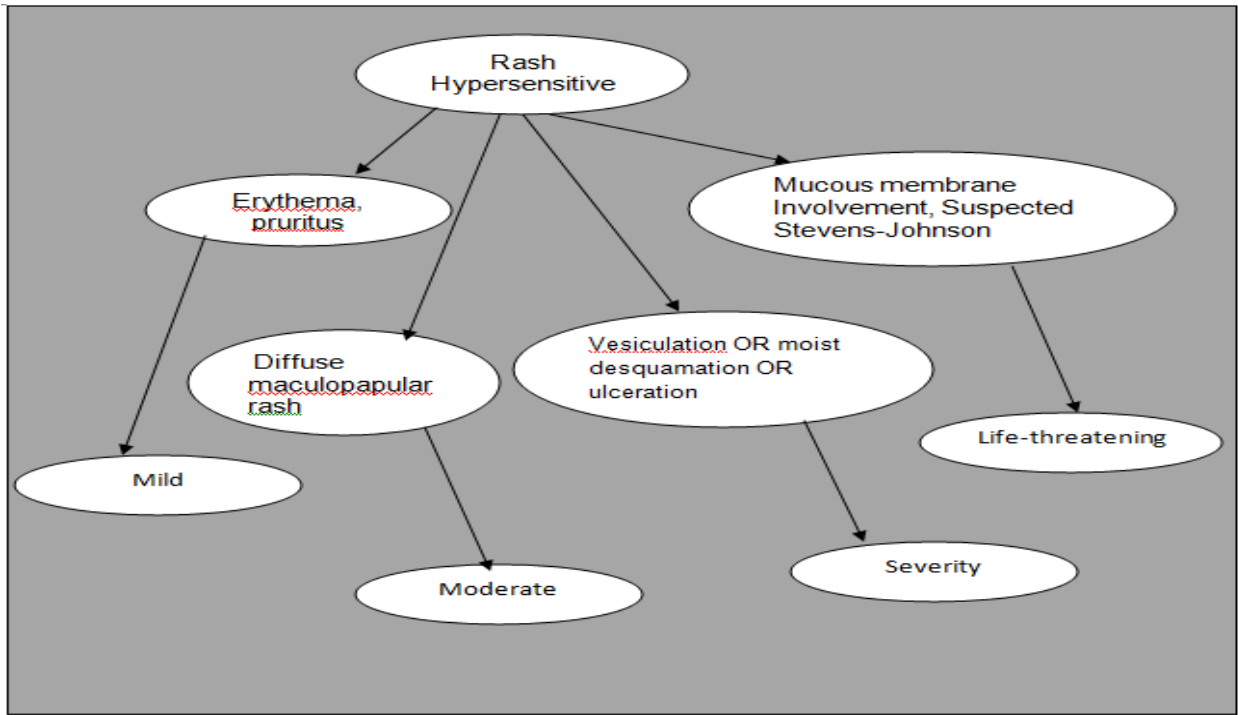 Rash
Hypersensitive
Erythema,
pruritus
Mucous membrane
Involvement, Suspected
Stevens-Johnson
Diffuse
maculopapular
rash
Vesiculation OR moist
desquamation OR
ulceration
Life-threatening
Mild
Moderate
Severity